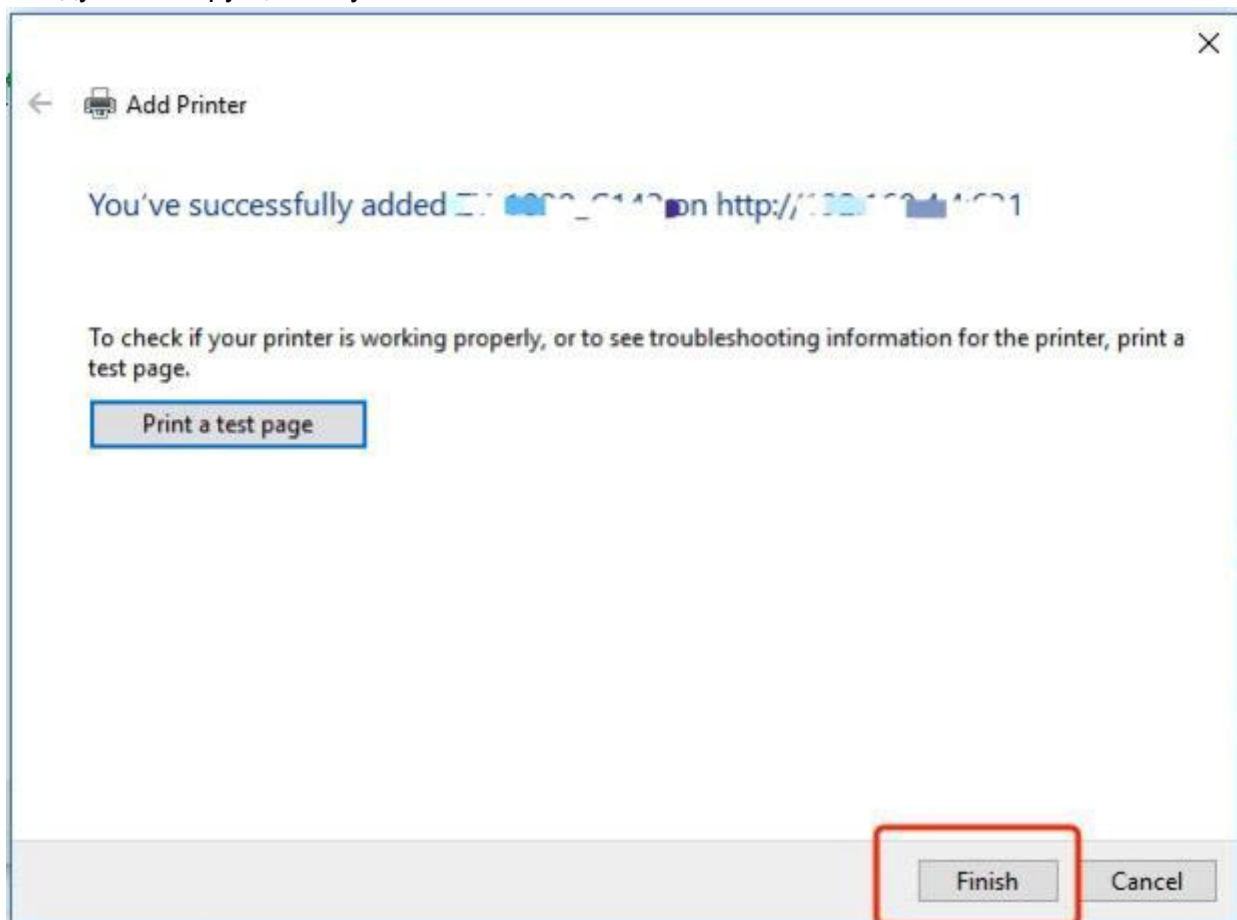 Add Printer
You've successfully added on http://
To check if your printer is working properly, or to see troubleshooting information for the printer, print a
test page.
Print a test page
Finish
Cancel